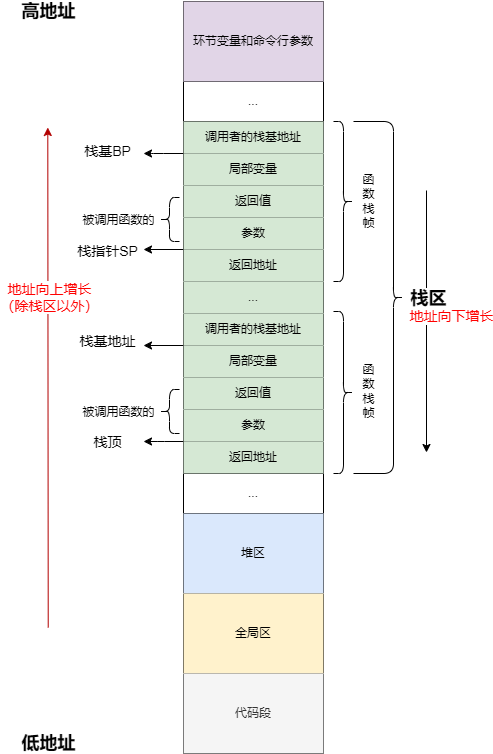 高地址
环节变量和命令行参数
...
调用者的栈基地址
栈基BP
局部变量
返回值
被调用函数的
参数
栈指针SP
返回地址
函
数
栈
帧
...
地址向上增长
（除栈区以外）
栈区
地址向下增长
调用者的栈基地址
栈基地址
局部变量
返回值
被调用函数的
参数
栈顶
返回地址
函
数
栈
帧
...
堆区
全局区
代码段
低地址